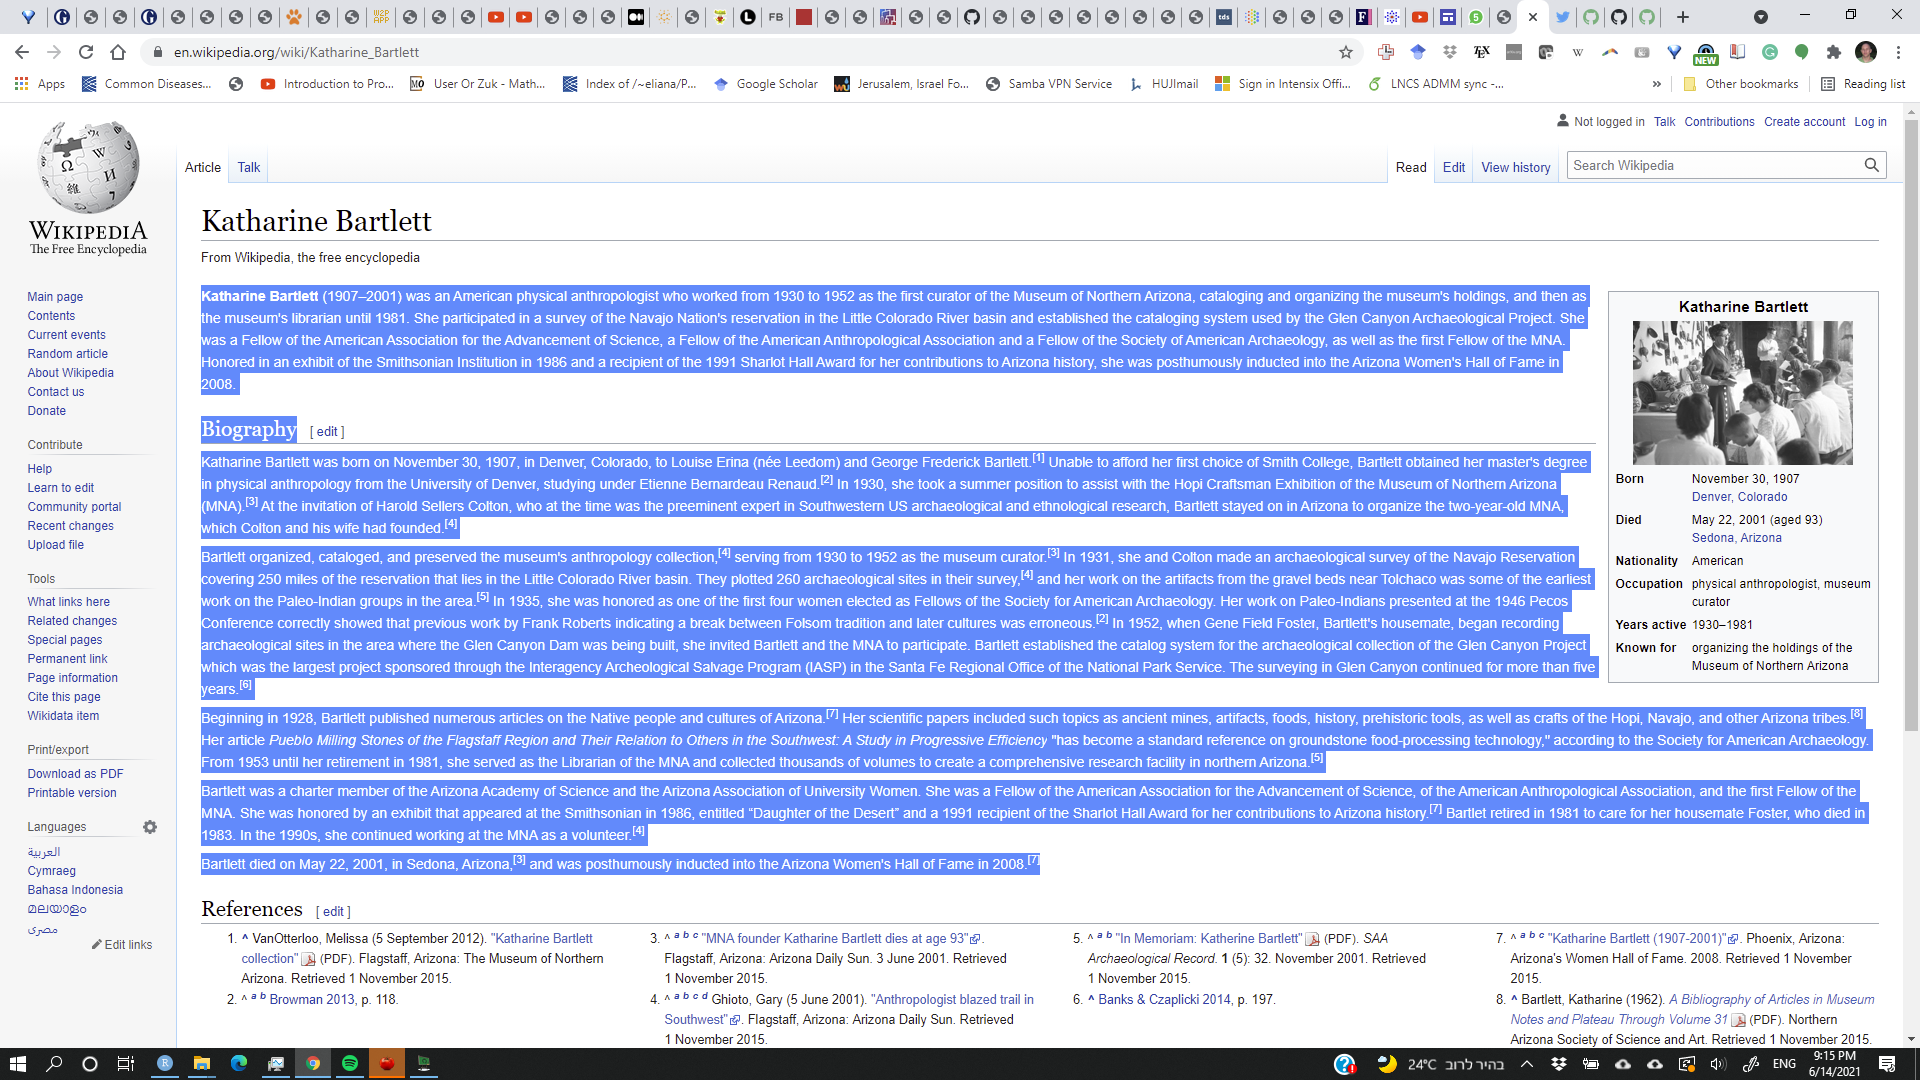 WZP
APP
FB
tds
en.wikipedia.org/wiki/Katharine_Bartlett
TEX
W
NEW
Apps
Common Diseases...
Introduction to Pro...
User Or Zuk - Math...
Index of /~eliana/P...
Google Scholar
Jerusalem, Israel Fo...
Samba VPN Service
HUJImail
Sign in Intensix Offi...
LNCS ADMM sync -...
»
Other bookmarks
Reading list
Not logged in Talk Contributions Create account Log in
WIKIPEDIA
The Free Encyclopedia
Article Talk
Read Edit View history Search Wikipedia
Katharine Bartlett
From Wikipedia, the free encyclopedia
Katharine Bartlett (1907–2001) was an American physical anthropologist who worked from 1930 to 1952 as the first curator of the Museum of Northern Arizona, cataloging and organizing the museum's holdings, and then as
the museum's librarian until 1981. She participated in a survey of the Navajo Nation's reservation in the Little Colorado River basin and established the cataloging system used by the Glen Canyon Archaeological Project. She
was a Fellow of the American Association for the Advancement of Science, a Fellow of the American Anthropological Association and a Fellow of the Society of American Archaeology, as well as the first Fellow of the MNA.
Honored in an exhibit of the Smithsonian Institution in 1986 and a recipient of the 1991 Sharlot Hall Award for her contributions to Arizona history, she was posthumously inducted into the Arizona Women's Hall of Fame in
2008.
Biography [ edit ]
Katharine Bartlett was born on November 30, 1907, in Denver, Colorado, to Louise Erina (née Leedom) and George Frederick Bartlett.[1] Unable to afford her first choice of Smith College, Bartlett obtained her master's degree
in physical anthropology from the University of Denver, studying under Etienne Bernardeau Renaud.[2] In 1930, she took a summer position to assist with the Hopi Craftsman Exhibition of the Museum of Northern Arizona
(MNA).[3] At the invitation of Harold Sellers Colton, who at the time was the preeminent expert in Southwestern US archaeological and ethnological research, Bartlett stayed on in Arizona to organize the two-year-old MNA,
which Colton and his wife had founded.[4]
Bartlett organized, cataloged, and preserved the museum's anthropology collection,[4] serving from 1930 to 1952 as the museum curator.[3] In 1931, she and Colton made an archaeological survey of the Navajo Reservation
covering 250 miles of the reservation that lies in the Little Colorado River basin. They plotted 260 archaeological sites in their survey,[4] and her work on the artifacts from the gravel beds near Tolchaco was some of the earliest
work on the Paleo-Indian groups in the area.[5] In 1935, she was honored as one of the first four women elected as Fellows of the Society for American Archaeology. Her work on Paleo-Indians presented at the 1946 Pecos
Conference correctly showed that previous work by Frank Roberts indicating a break between Folsom tradition and later cultures was erroneous.[2] In 1952, when Gene Field Foster, Bartlett's housemate, began recording
archaeological sites in the area where the Glen Canyon Dam was being built, she invited Bartlett and the MNA to participate. Bartlett established the catalog system for the archaeological collection of the Glen Canyon Project
which was the largest project sponsored through the Interagency Archeological Salvage Program (IASP) in the Santa Fe Regional Office of the National Park Service. The surveying in Glen Canyon continued for more than five
years.[6]
Beginning in 1928, Bartlett published numerous articles on the Native people and cultures of Arizona.[7] Her scientific papers included such topics as ancient mines, artifacts, foods, history, prehistoric tools, as well as crafts of the Hopi, Navajo, and other Arizona tribes.[8]
Her article Pueblo Milling Stones of the Flagstaff Region and Their Relation to Others in the Southwest: A Study in Progressive Efficiency "has become a standard reference on groundstone food-processing technology," according to the Society for American Archaeology.
From 1953 until her retirement in 1981, she served as the Librarian of the MNA and collected thousands of volumes to create a comprehensive research facility in northern Arizona.[5]
Bartlett was a charter member of the Arizona Academy of Science and the Arizona Association of University Women. She was a Fellow of the American Association for the Advancement of Science, of the American Anthropological Association, and the first Fellow of the
MNA. She was honored by an exhibit that appeared at the Smithsonian in 1986, entitled “Daughter of the Desert” and a 1991 recipient of the Sharlot Hall Award for her contributions to Arizona history.[7] Bartlet retired in 1981 to care for her housemate Foster, who died in
1983. In the 1990s, she continued working at the MNA as a volunteer.[4]
Bartlett died on May 22, 2001, in Sedona, Arizona,[3] and was posthumously inducted into the Arizona Women's Hall of Fame in 2008.[7]
Katharine Bartlett
Born November 30, 1907
Denver, Colorado
Died May 22, 2001 (aged 93)
Sedona, Arizona
Nationality American
Occupation physical anthropologist, museum
curator
Years active 1930–1981
Known for organizing the holdings of the
Museum of Northern Arizona
Main page
Contents
Current events
Random article
About Wikipedia
Contact us
Donate
Contribute
Help
Learn to edit
Community portal
Recent changes
Upload file
Tools
What links here
Related changes
Special pages
Permanent link
Page information
Cite this page
Wikidata item
Print/export
Download as PDF
Printable version
Languages
العربية
Cymraeg
Bahasa Indonesia
മലയാളം
مصرى
Edit links
References [ edit ]
1. ^ VanOtterloo, Melissa (5 September 2012). "Katharine Bartlett
collection" (PDF). Flagstaff, Arizona: The Museum of Northern
Arizona. Retrieved 1 November 2015.
2. ^ a b Browman 2013, p. 118.
3. ^ a b c "MNA founder Katharine Bartlett dies at age 93".
Flagstaff, Arizona: Arizona Daily Sun. 3 June 2001. Retrieved
1 November 2015.
4. ^ a b c d Ghioto, Gary (5 June 2001). "Anthropologist blazed trail in
Southwest". Flagstaff, Arizona: Arizona Daily Sun. Retrieved
1 November 2015.
5. ^ a b "In Memoriam: Katherine Bartlett" (PDF). SAA
Archaeological Record. 1 (5): 32. November 2001. Retrieved
1 November 2015.
6. ^ Banks & Czaplicki 2014, p. 197.
7. ^ a b c "Katharine Bartlett (1907-2001)". Phoenix, Arizona:
Arizona's Women Hall of Fame. 2008. Retrieved 1 November
2015.
8. ^ Bartlett, Katharine (1962). A Bibliography of Articles in Museum
Notes and Plateau Through Volume 31 (PDF). Northern
Arizona Society of Science and Art. Retrieved 1 November 2015.
24°C בהיר לרוב
ENG
9:15 PM
6/14/2021